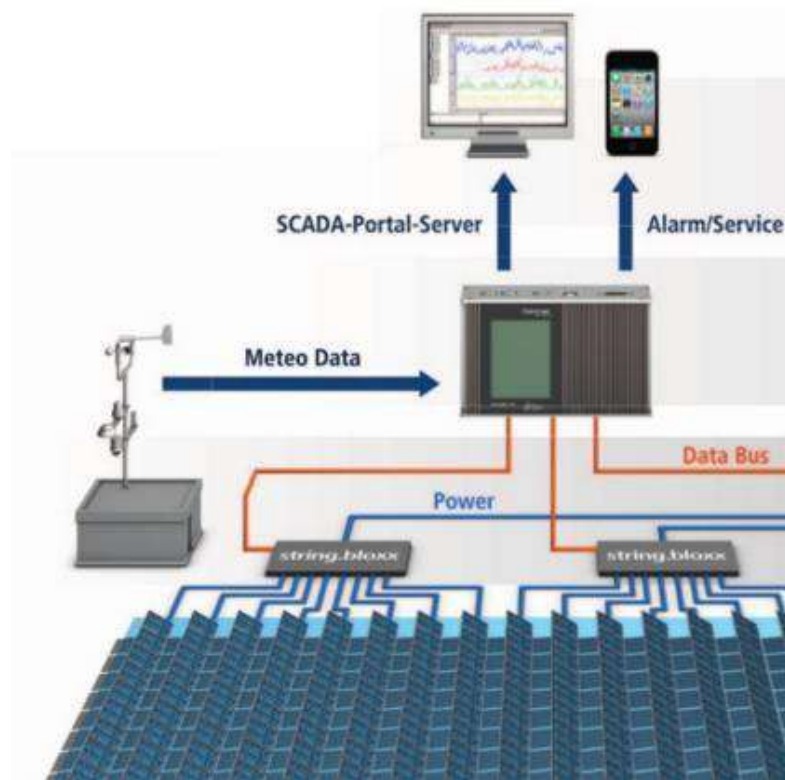 SCADA-Portal-Server
Alarm/Service
Meteo Data
Data Bus
Power
string.bloxx
string.bloxx